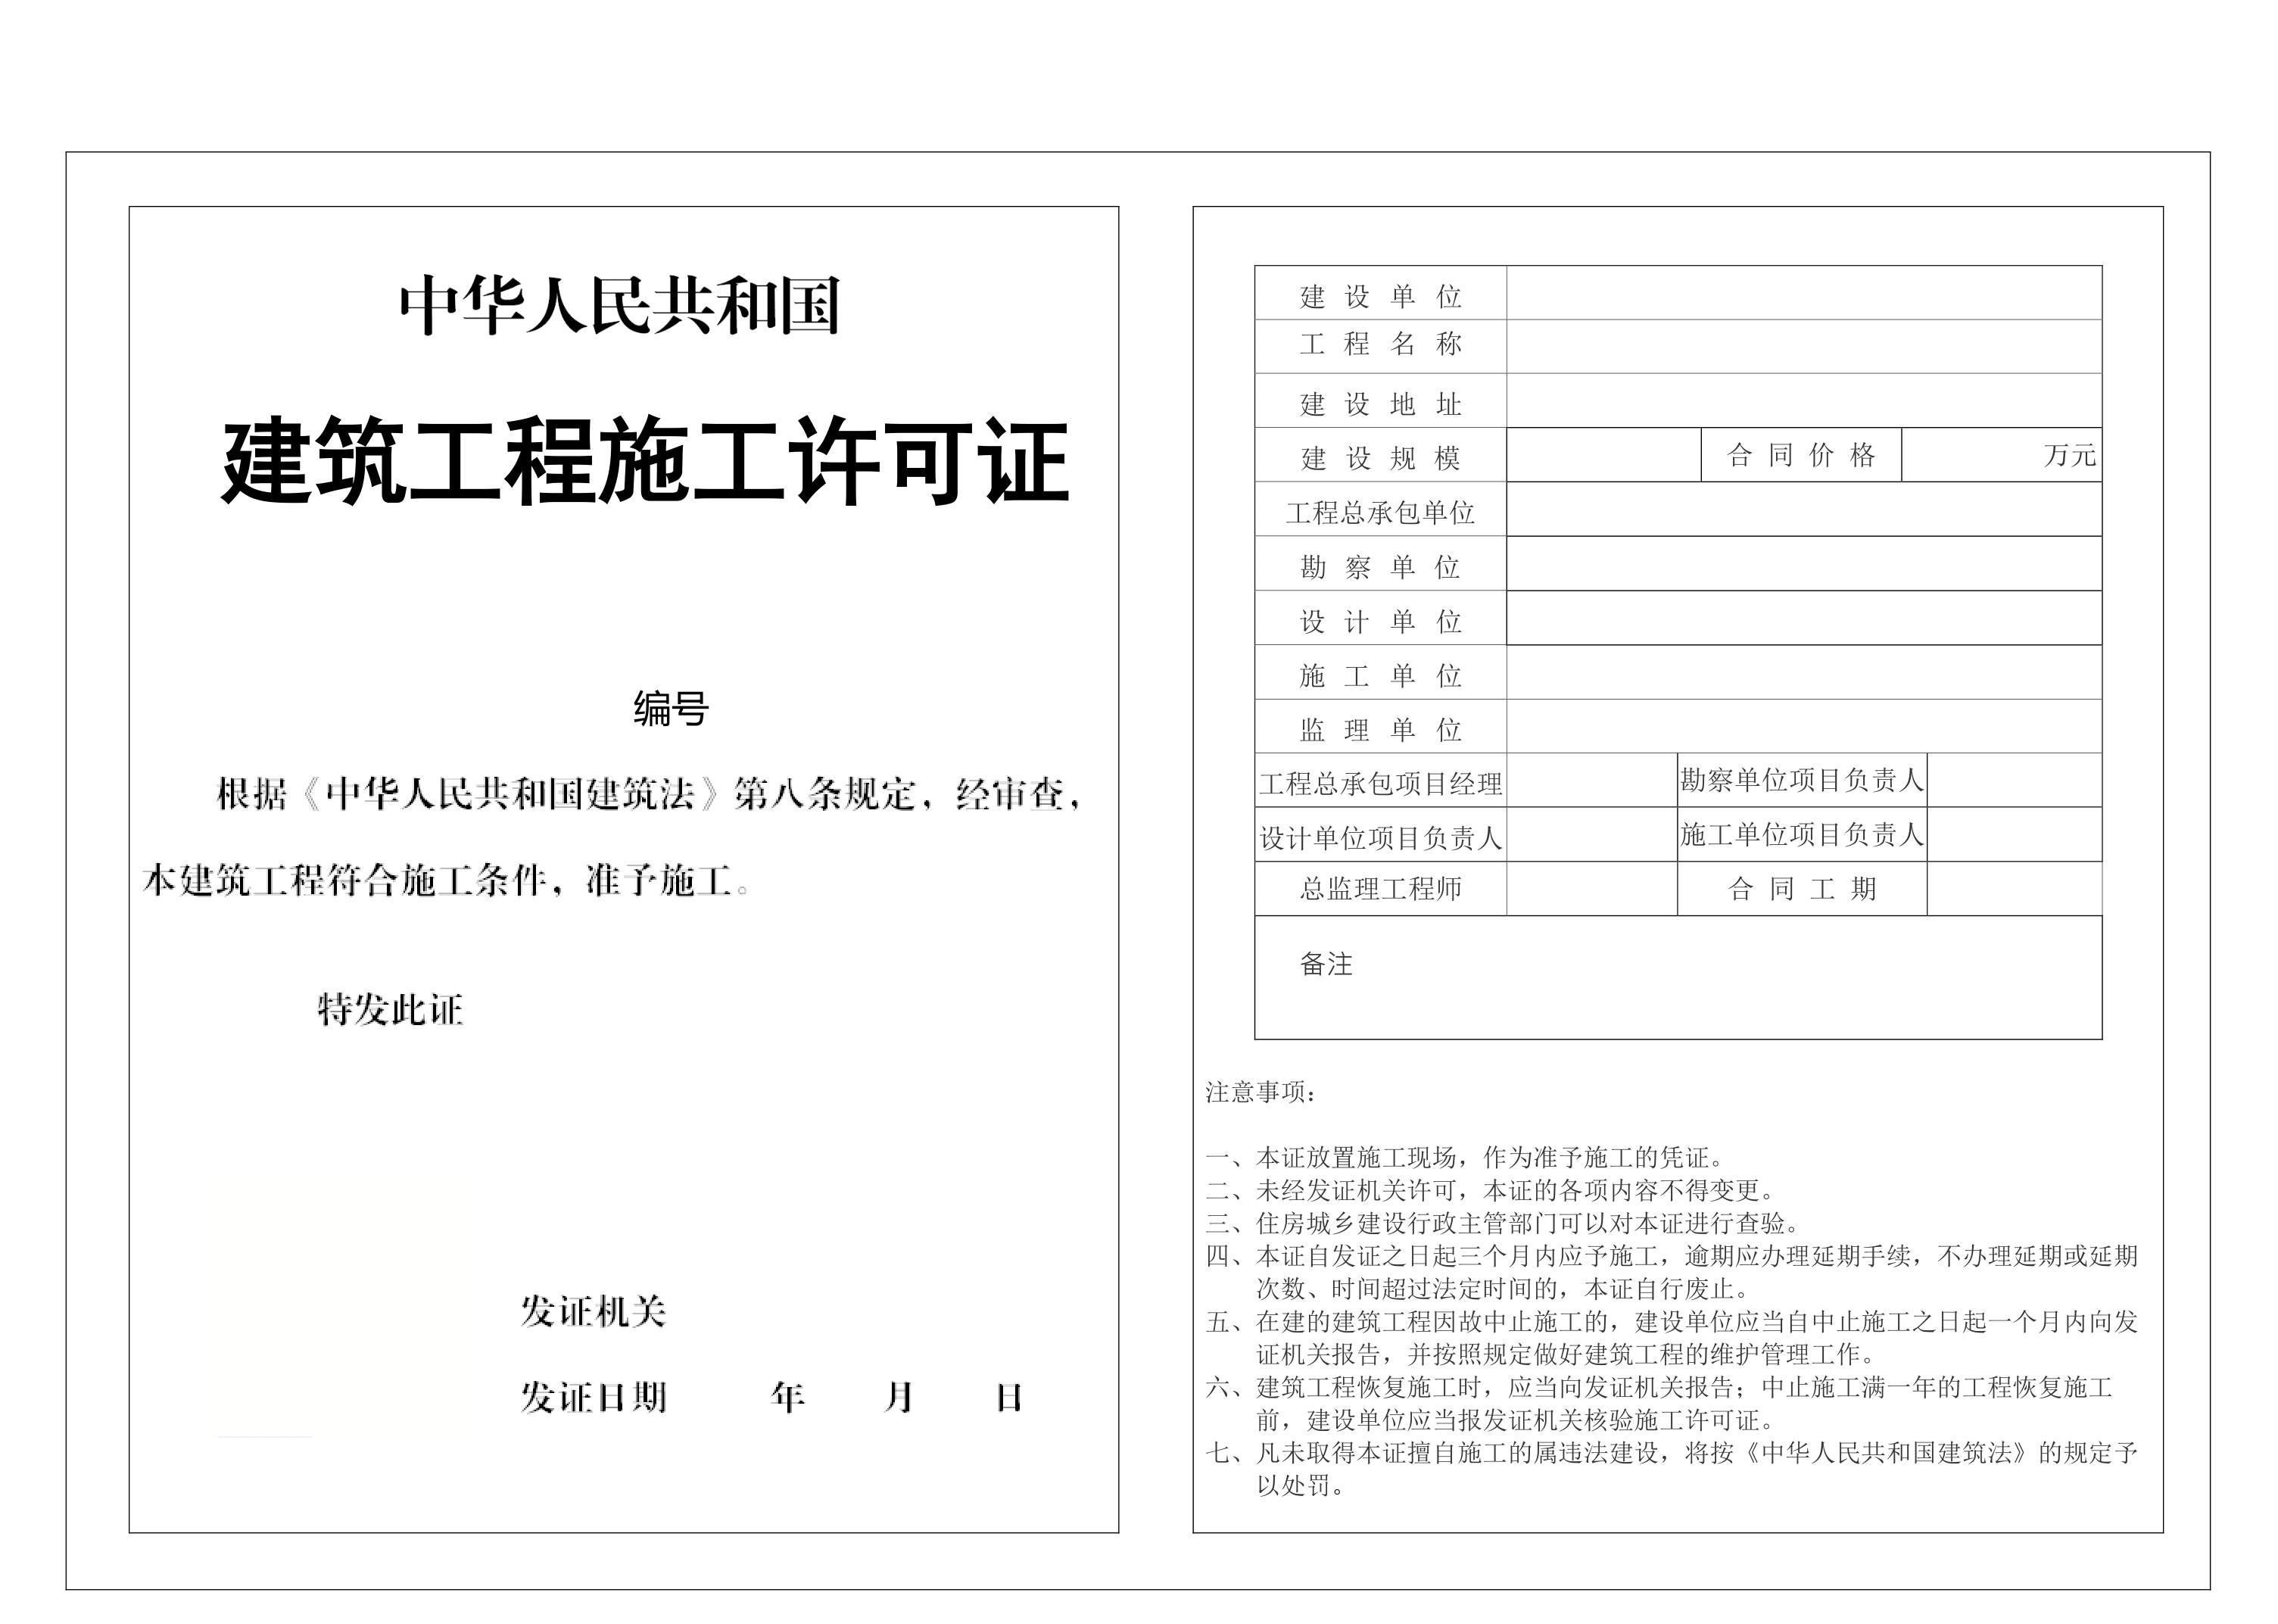 中华人民共和国
建筑工程施工许可证
编号
根据《中华人民共和国建筑法》第八条规定，经审查，
本建筑工程符合施工条件，准予施工。
特发此证
发证机关
发证日期 年 月 日
建设单位
工程名称
建设地址
建设规模 合同价格 万元
工程总承包单位
勘察单位
设计单位
施工单位
监理单位
工程总承包项目经理 勘察单位项目负责人
设计单位项目负责人 施工单位项目负责人
总监理工程师 合同工期
备注
注意事项：
一、本证放置施工现场，作为准予施工的凭证。
二、未经发证机关许可，本证的各项内容不得变更。
三、住房城乡建设行政主管部门可以对本证进行查验。
四、本证自发证之日起三个月内应予施工，逾期应办理延期手续，不办理延期或延期
次数、时间超过法定时间的，本证自行废止。
五、在建的建筑工程因故中止施工的，建设单位应当自中止施工之日起一个月内向发
证机关报告，并按照规定做好建筑工程的维护管理工作。
六、建筑工程恢复施工时，应当向发证机关报告；中止施工满一年的工程恢复施工
前，建设单位应当报发证机关核验施工许可证。
七、凡未取得本证擅自施工的属违法建设，将按《中华人民共和国建筑法》的规定予
以处罚。